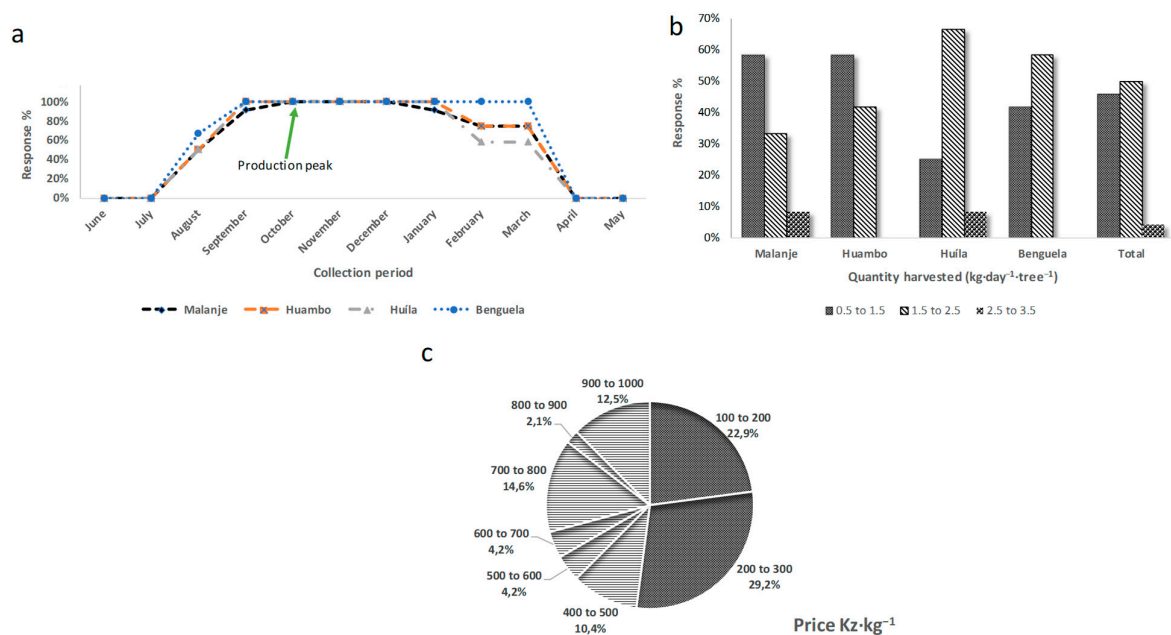 a
Response %
100%
80%
60%
40%
20%
0%
Production peak
June
July
August
September
October
November
December
January
February
March
April
May
Collection period
Malanje
Huambo
Huíla
Benguela
b
Response %
70%
60%
50%
40%
30%
20%
10%
0%
Malanje
Huambo
Huíla
Benguela
Total
Quantity harvested (kg·day⁻¹·tree⁻¹)
0.5 to 1.5
1.5 to 2.5
2.5 to 3.5
c
900 to 1000
12,5%
100 to 200
22,9%
800 to 900
2,1%
700 to 800
14,6%
600 to 700
4,2%
500 to 600
4,2%
400 to 500
10,4%
200 to 300
29,2%
Price Kz·kg⁻¹